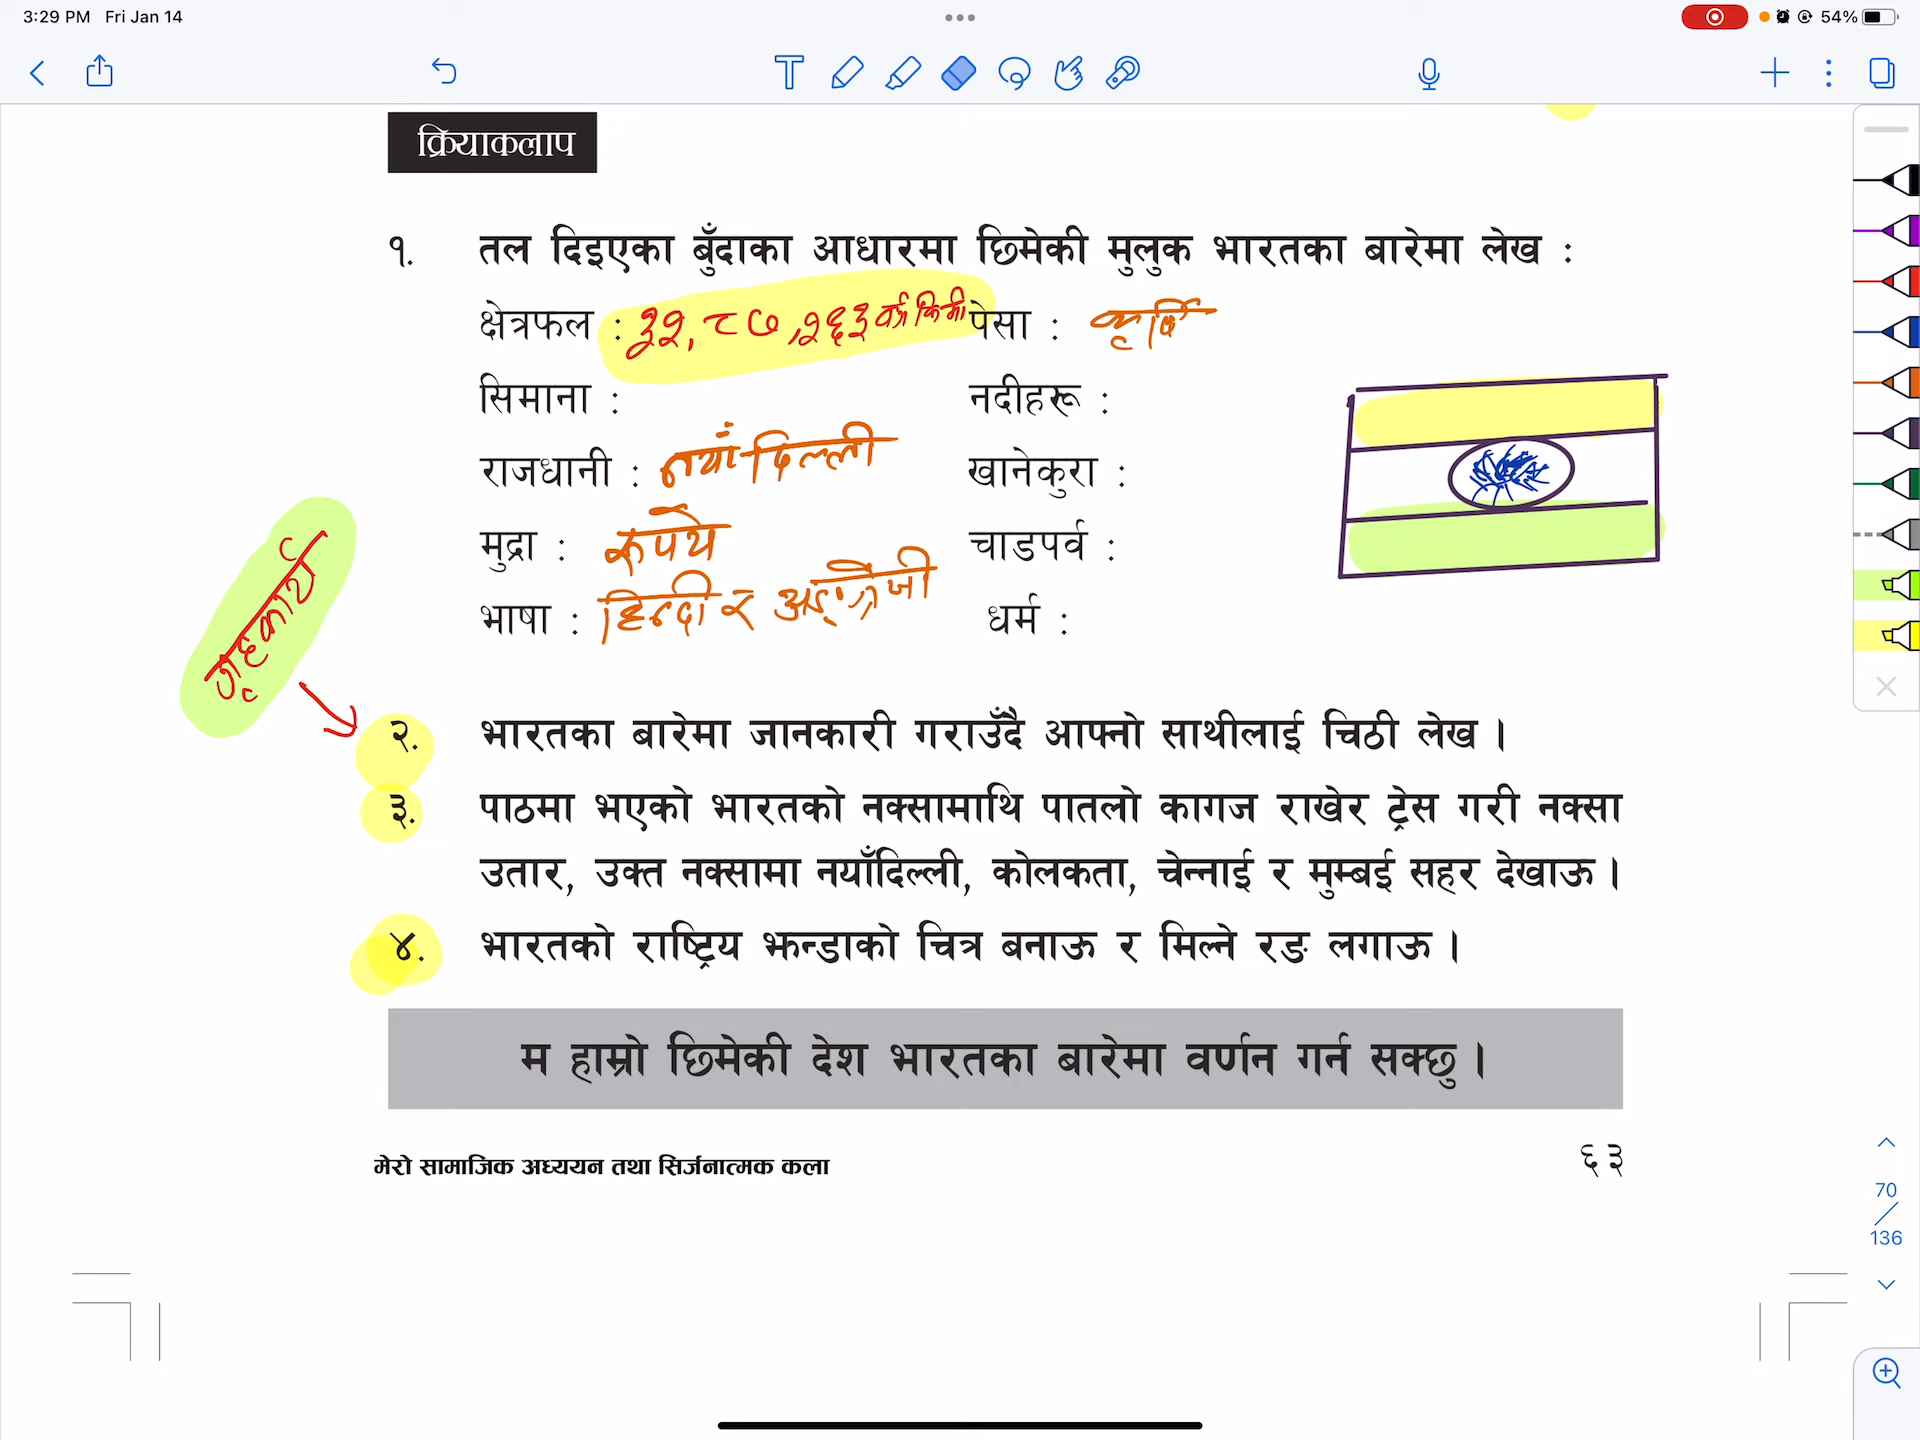 3:29 PM Fri Jan 14
54%
क्रियाकलाप
१. तल दिइएका बुँदाका आधारमा छिमेकी मुलुक भारतका बारेमा लेख :
क्षेत्रफल : ३२,८७,२६३ वर्ग कि मी पेसा : कृषि
सिमाना : नदीहरू :
राजधानी : नयाँ दिल्ली खानेकुरा :
मुद्रा : रूपैये चाडपर्व :
भाषा : हिन्दी र अङ्ग्रेजी धर्म :
गृहकार्य
२. भारतका बारेमा जानकारी गराउँदै आफ्नो साथीलाई चिठी लेख ।
३. पाठमा भएको भारतको नक्सामाथि पातलो कागज राखेर ट्रेस गरी नक्सा
उतार, उक्त नक्सामा नयाँदिल्ली, कोलकता, चेन्नाई र मुम्बई सहर देखाऊ ।
४. भारतको राष्ट्रिय झन्डाको चित्र बनाऊ र मिल्ने रङ लगाऊ ।
म हाम्रो छिमेकी देश भारतका बारेमा वर्णन गर्न सक्छु ।
मेरो सामाजिक अध्ययन तथा सिर्जनात्मक कला ६३
70
136